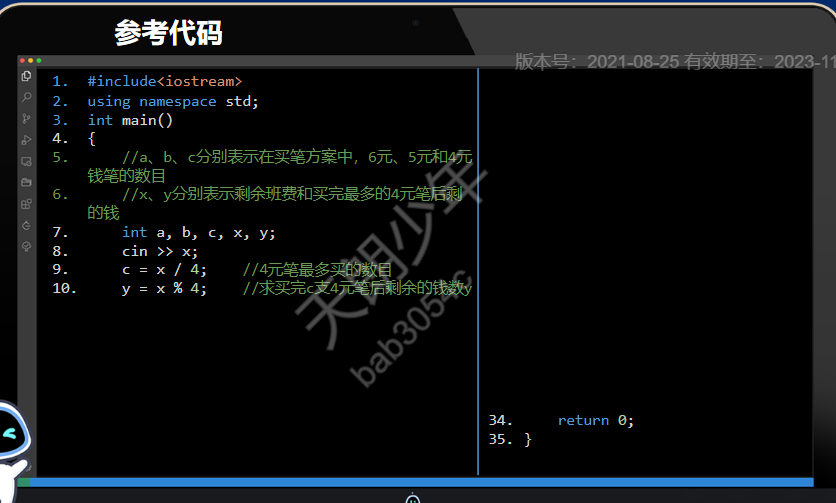 参考代码
版本号：2021-08-25 有效期至：2023-11
1. #include<iostream>
2. using namespace std;
3. int main()
4. {
5. //a、b、c分别表示在买笔方案中，6元、5元和4元
钱笔的数目
6. //x、y分别表示剩余班费和买完最多的4元笔后剩
的钱
7. int a, b, c, x, y;
8. cin >> x;
9. c = x / 4; //4元笔最多买的数目
10. y = x % 4; //求买完c支4元笔后剩余的钱数y
天朗少年
bab3054c
34. return 0;
35. }